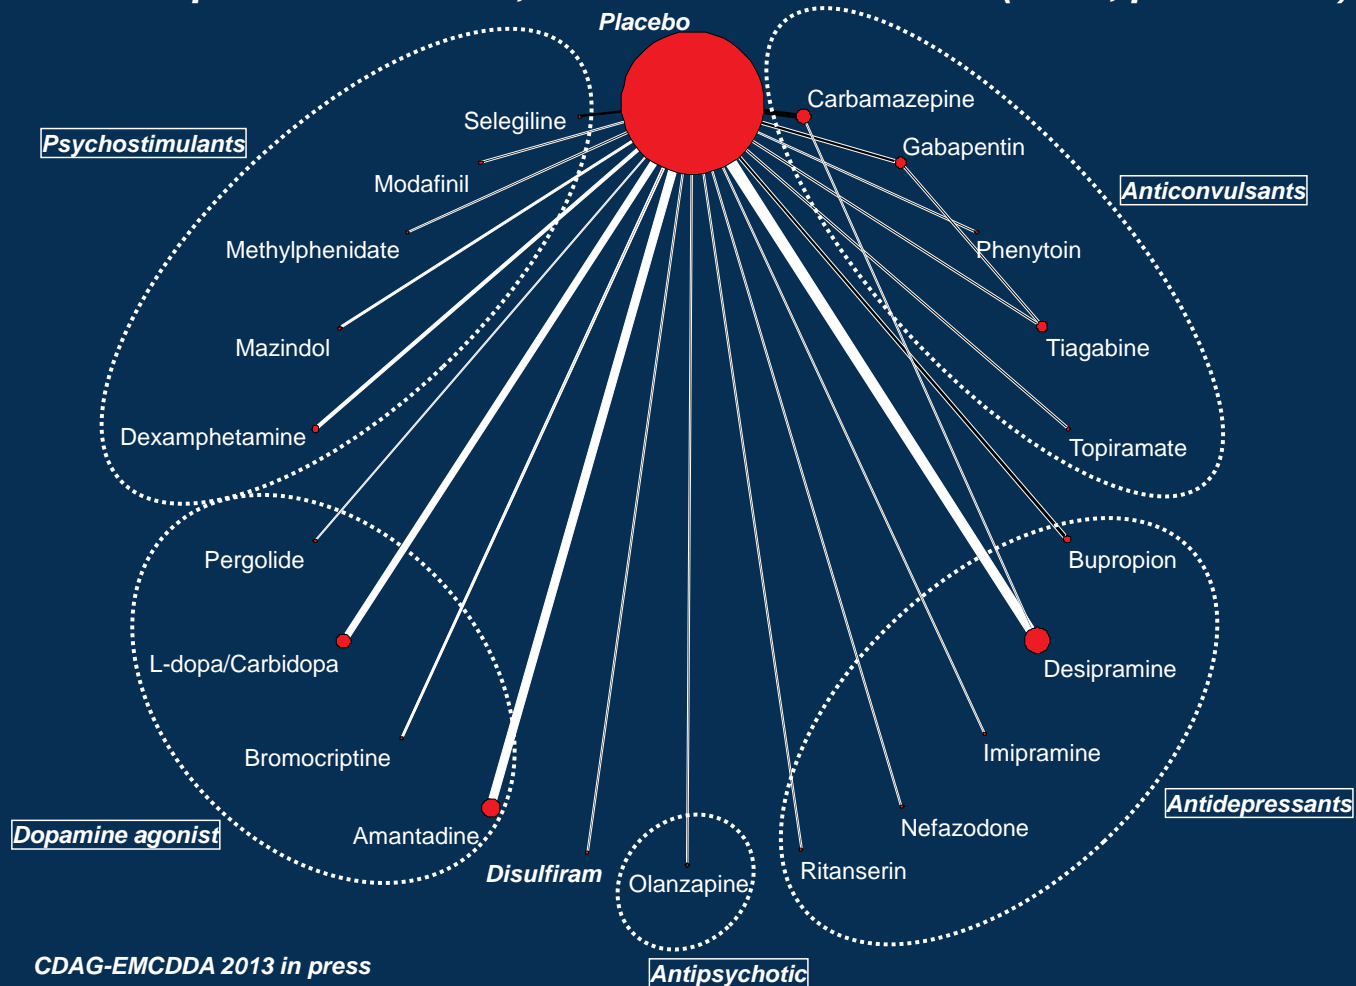 Placebo
Carbamazepine
Selegiline
Psychostimulants
Gabapentin
Modafinil
Anticonvulsants
Methylphenidate
Phenytoin
Mazindol
Tiagabine
Dexamphetamine
Topiramate
Pergolide
Bupropion
L-dopa/Carbidopa
Desipramine
Bromocriptine
Imipramine
Antidepressants
Dopamine agonist
Amantadine
Nefazodone
Disulfiram
Olanzapine
Ritanserin
CDAG-EMCDDA 2013 in press
Antipsychotic